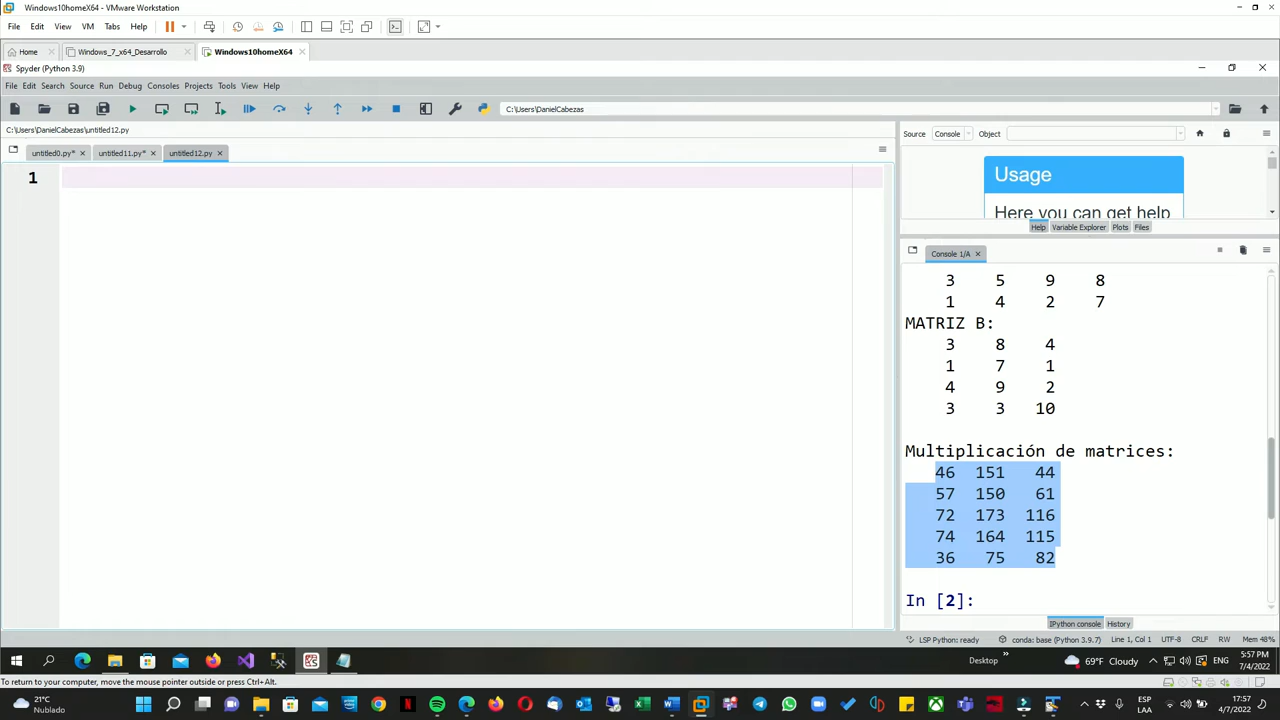 Windows10homeX64 - VMware Workstation
File Edit View VM Tabs Help
Home Windows_7_x64_Desarrollo Windows10homeX64
Spyder (Python 3.9)
File Edit Search Source Run Debug Consoles Projects Tools View Help
C:\Users\DanielCabezas
C:\Users\DanielCabezas\untitled12.py
Source Console Object
untitled0.py* untitled11.py* untitled12.py
1
Usage
Here you can get help
Help Variable Explorer Plots Files
Console 1/A
3 5 9 8
1 4 2 7
MATRIZ B:
3 8 4
1 7 1
4 9 2
3 3 10
Multiplicación de matrices:
46 151 44
57 150 61
72 173 116
74 164 115
36 75 82
In [2]:
IPython console History
LSP Python: ready conda: base (Python 3.9.7) Line 1, Col 1 UTF-8 CRLF RW Mem 48%
Desktop 69°F Cloudy ENG 5:57 PM
7/4/2022
To return to your computer, move the mouse pointer outside or press Ctrl+Alt.
21°C
Nublado
ESP
LAA
17:57
4/7/2022